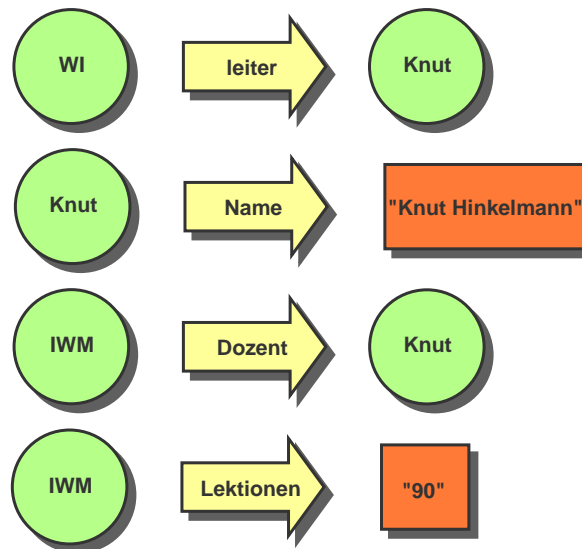 WI leiter Knut
Knut Name "Knut Hinkelmann"
IWM Dozent Knut
IWM Lektionen "90"